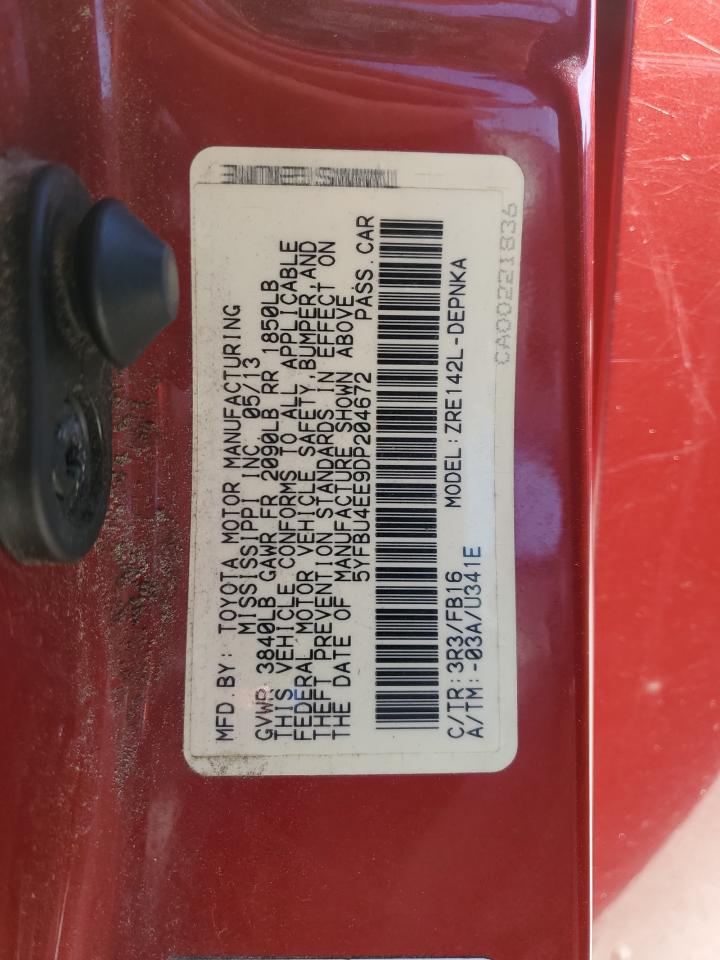 MFD.BY: TOYOTA MOTOR MANUFACTURING
MISSISSIPPI INC 05/13
GVWR 3840LB GAWR FR 2090LB RR 1850LB
THIS VEHICLE CONFORMS TO ALL APPLICABLE
FEDERAL MOTOR VEHICLE SAFETY,BUMPER,AND
THEFT PREVENTION STANDARDS IN EFFECT ON
THE DATE OF MANUFACTURE SHOWN ABOVE
5YFBU4EE9DP204672 PASS.CAR
C/TR:3R3/FB16 MODEL:ZRE142L-DEPNKA
A/TM:-03A/U341E
CA00221836